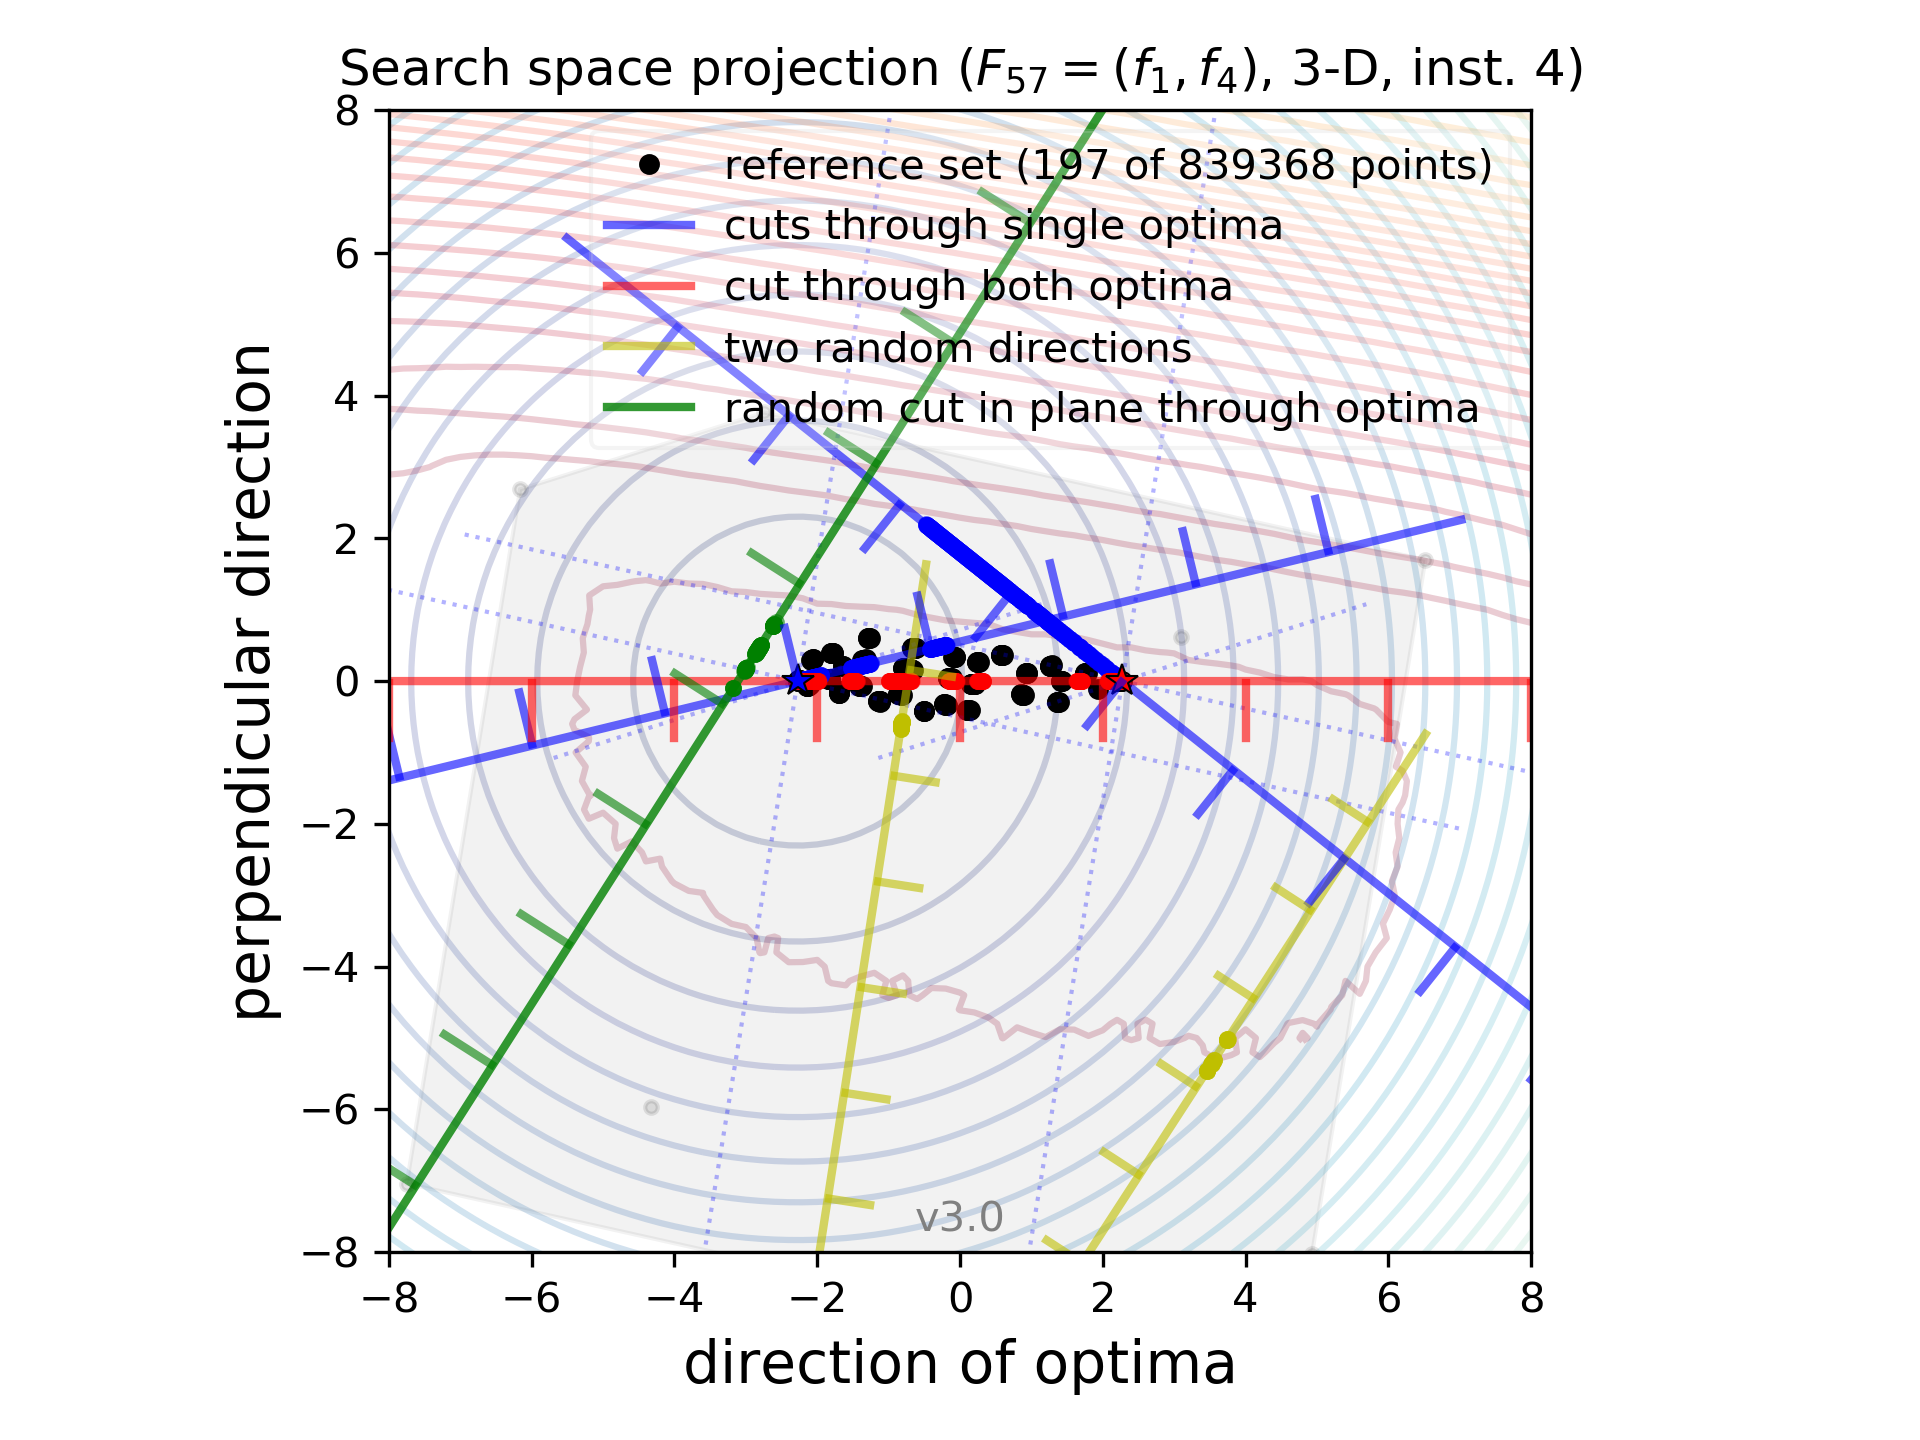 Search space projection (F57 = (f1, f4), 3-D, inst. 4)
8
6
4
2
0
−2
−4
−6
−8
perpendicular direction
reference set (197 of 839368 points)
cuts through single optima
cut through both optima
two random directions
random cut in plane through optima
v3.0
−8 −6 −4 −2 0 2 4 6 8
direction of optima